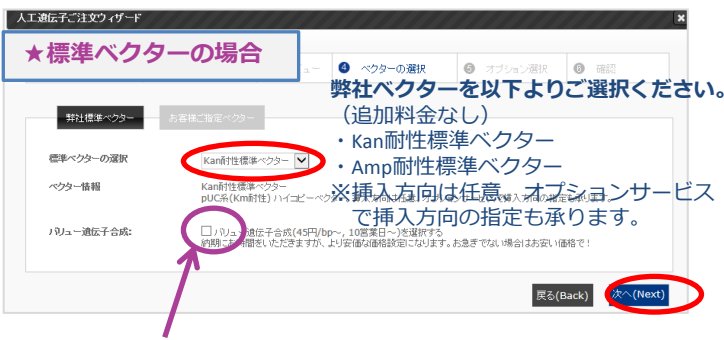 人工遺伝子ご注文ウィザード
★標準ベクターの場合
ュー
4 ベクターの選択
5 オプション選択
6 確認
弊社ベクターを以下よりご選択ください。
（追加料金なし）
・Kan耐性標準ベクター
・Amp耐性標準ベクター
※挿入方向は任意。オプションサービス
で挿入方向の指定も承ります。
弊社標準ベクター
お客様ご指定ベクター
標準ベクターの選択
Kan耐性標準ベクター
ベクター情報
Kan耐性標準ベクター
pUC系(Km耐性) ハイコピーベクター
バリュー遺伝子合成:
バリュー遺伝子合成(45円/bp～, 10営業日～)を選択する
納期にお時間をいただきますが、より安価な価格設定になります。お急ぎでない場合はお安い価格で！
戻る(Back)
次へ(Next)